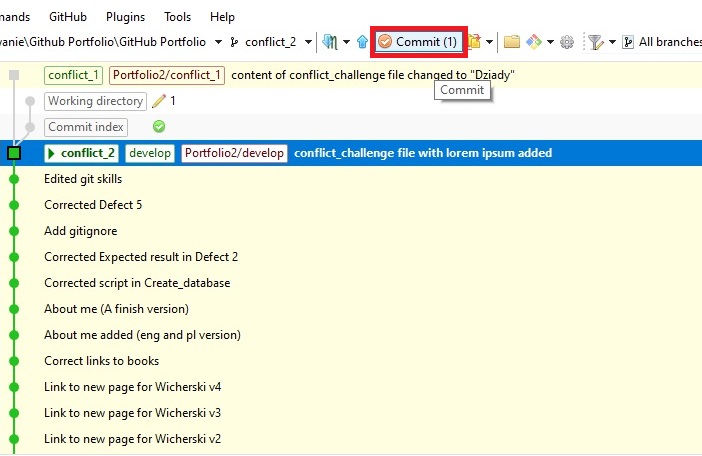 mands GitHub Plugins Tools Help
wanie\Github Portfolio\GitHub Portfolio conflict_2 Commit (1) All branches
conflict_1 Portfolio2/conflict_1 content of conflict_challenge file changed to "Dziady"
Commit
Working directory 1
Commit index
conflict_2 develop Portfolio2/develop conflict_challenge file with lorem ipsum added
Edited git skills
Corrected Defect 5
Add gitignore
Corrected Expected result in Defect 2
Corrected script in Create_database
About me (A finish version)
About me added (eng and pl version)
Correct links to books
Link to new page for Wicherski v4
Link to new page for Wicherski v3
Link to new page for Wicherski v2